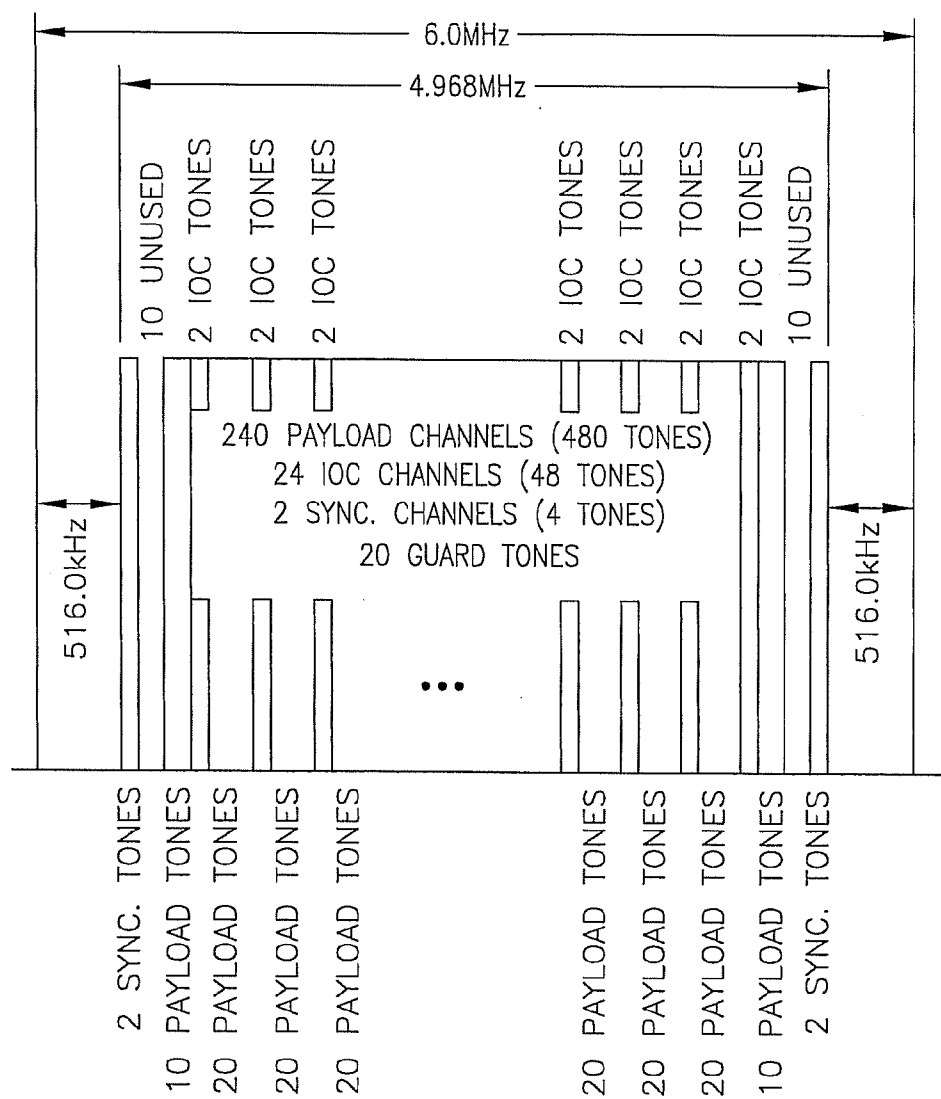 6.0MHz
4.968MHz
10 UNUSED
2 IOC TONES
2 IOC TONES
2 IOC TONES
2 IOC TONES
2 IOC TONES
2 IOC TONES
2 IOC TONES
10 UNUSED
240 PAYLOAD CHANNELS (480 TONES)
24 IOC CHANNELS (48 TONES)
2 SYNC. CHANNELS (4 TONES)
20 GUARD TONES
516.0kHz
516.0kHz
•••
2 SYNC. TONES
10 PAYLOAD TONES
20 PAYLOAD TONES
20 PAYLOAD TONES
20 PAYLOAD TONES
20 PAYLOAD TONES
20 PAYLOAD TONES
20 PAYLOAD TONES
10 PAYLOAD TONES
2 SYNC. TONES